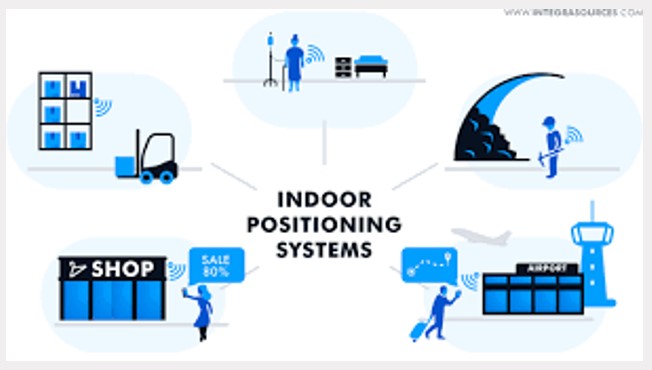 WWW.INTEGRASOURCES.COM
INDOOR
POSITIONING
SYSTEMS
SHOP
SALE
80%
AIRPORT